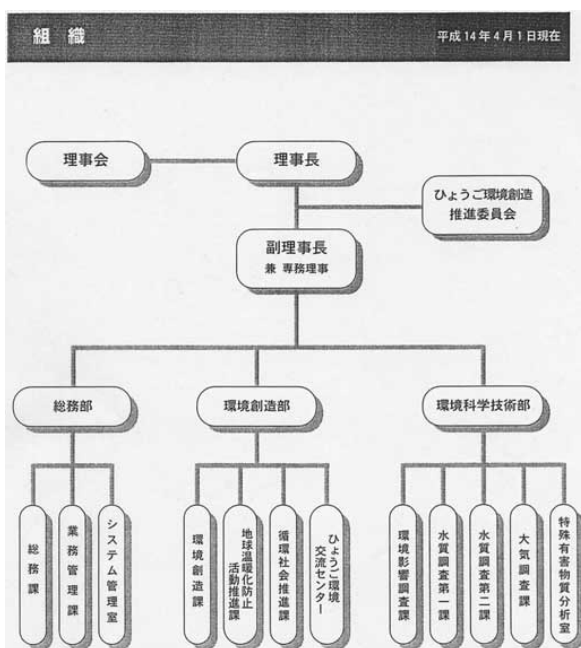 組織
平成14年4月1日現在
理事会
理事長
ひょうご環境創造
推進委員会
副理事長
兼 専務理事
総務部
環境創造部
環境科学技術部
総務課
業務管理課
システム管理室
環境創造課
地球温暖化防止
活動推進課
循環社会推進課
ひょうご環境
交流センター
環境影響調査課
水質調査第一課
水質調査第二課
大気調査課
特殊有害物質分析室